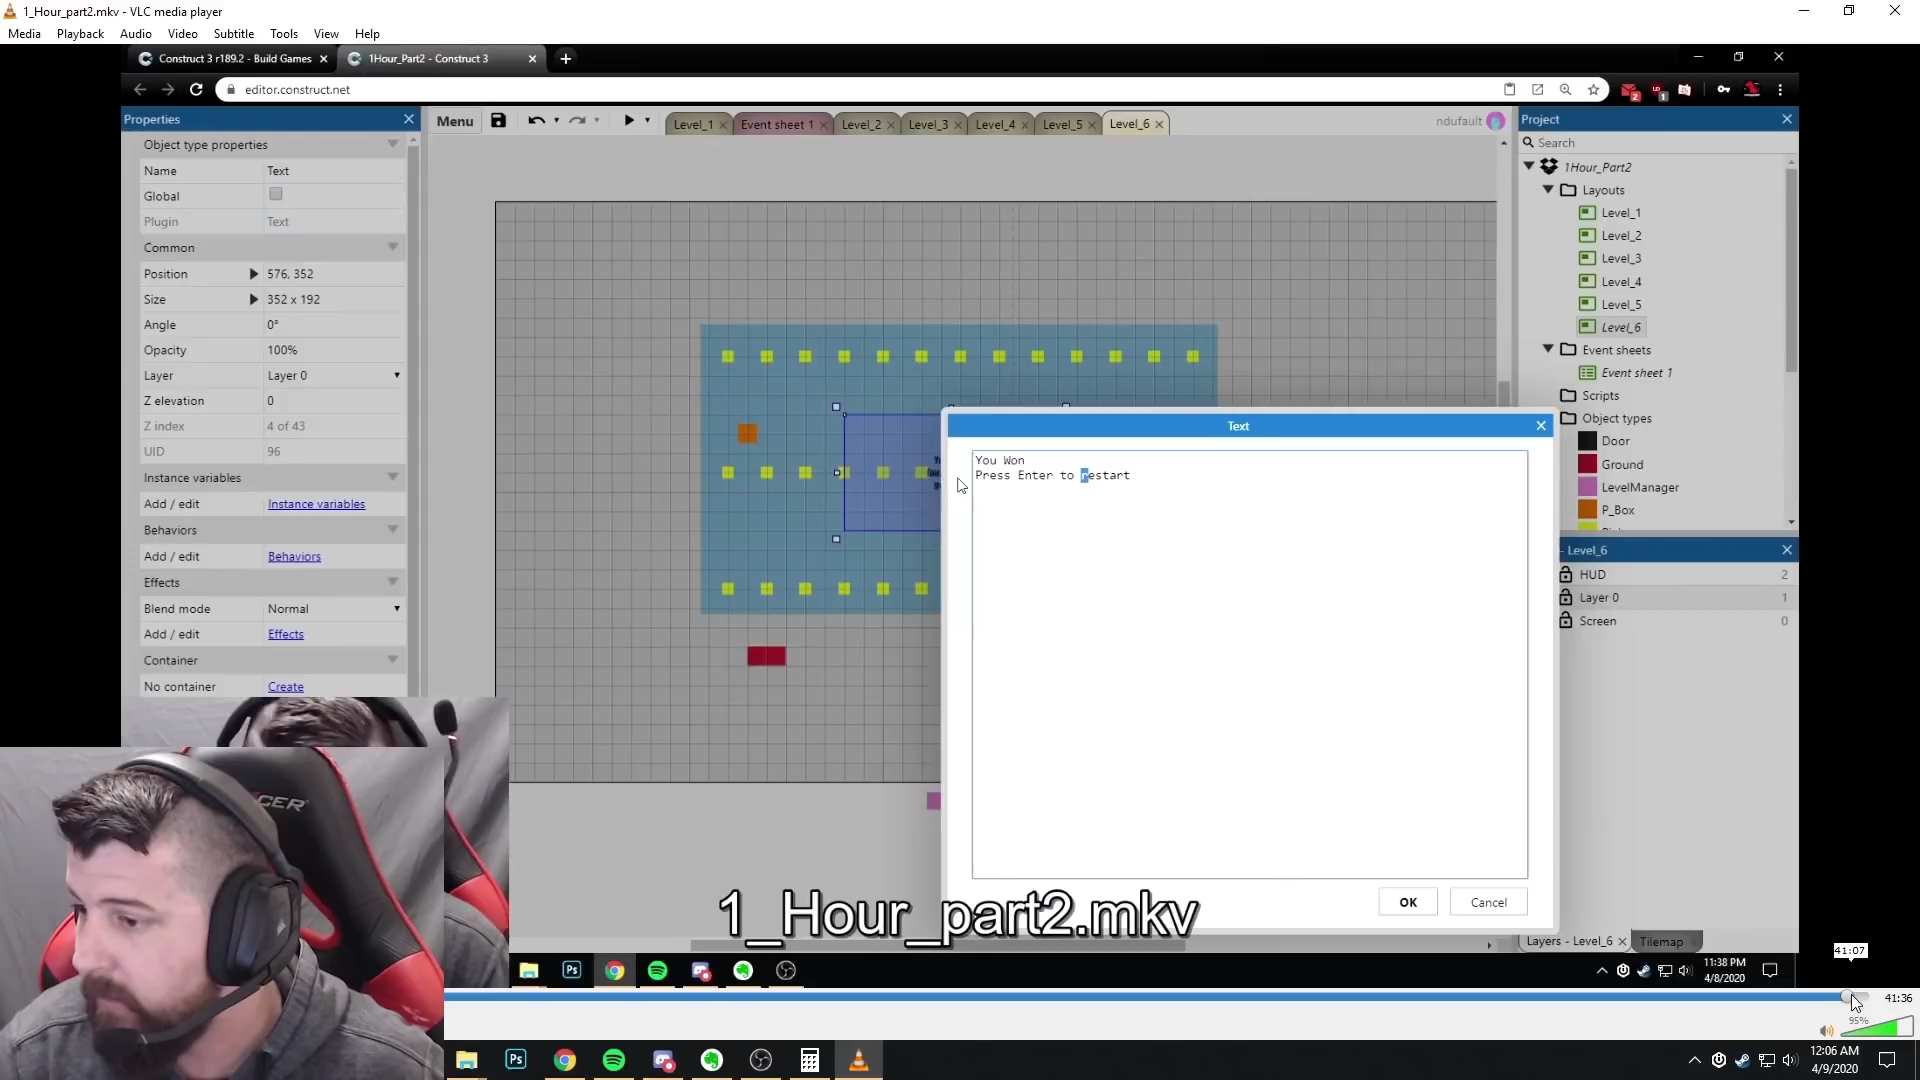 1_Hour_part2.mkv - VLC media player
Media Playback Audio Video Subtitle Tools View Help
Construct 3 r189.2 - Build Games
1Hour_Part2 - Construct 3
editor.construct.net
2
1
Properties
Menu
Level_1
Event sheet 1
Level_2
Level_3
Level_4
Level_5
Level_6
ndufault
Project
Object type properties
Name Text
Global
Plugin Text
Common
Position 576, 352
Size 352 x 192
Angle 0°
Opacity 100%
Layer Layer 0
Z elevation 0
Z index 4 of 43
UID 96
Instance variables
Add / edit Instance variables
Behaviors
Add / edit Behaviors
Effects
Blend mode Normal
Add / edit Effects
Container
No container Create
Text
You Won
Press Enter to restart
OK
Cancel
Search
1Hour_Part2
Layouts
Level_1
Level_2
Level_3
Level_4
Level_5
Level_6
Event sheets
Event sheet 1
Scripts
Object types
Door
Ground
LevelManager
P_Box
- Level_6
HUD 2
Layer 0 1
Screen 0
Layers - Level_6
Tilemap
1_Hour_part2.mkv
11:38 PM
4/8/2020
41:07
41:36
95%
12:06 AM
4/9/2020